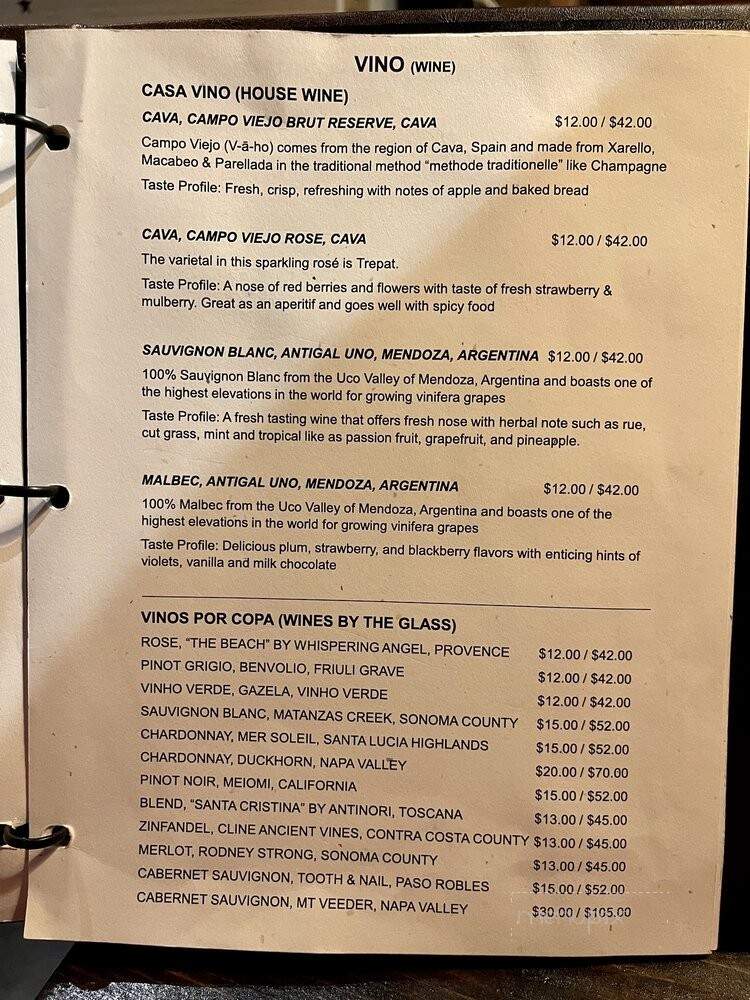 VINO (WINE)
CASA VINO (HOUSE WINE)
CAVA, CAMPO VIEJO BRUT RESERVE, CAVA $12.00 / $42.00
Campo Viejo (V-ā-ho) comes from the region of Cava, Spain and made from Xarello,
Macabeo & Parellada in the traditional method “methode traditionelle” like Champagne
Taste Profile: Fresh, crisp, refreshing with notes of apple and baked bread
CAVA, CAMPO VIEJO ROSE, CAVA $12.00 / $42.00
The varietal in this sparkling rosé is Trepat.
Taste Profile: A nose of red berries and flowers with taste of fresh strawberry &
mulberry. Great as an aperitif and goes well with spicy food
SAUVIGNON BLANC, ANTIGAL UNO, MENDOZA, ARGENTINA $12.00 / $42.00
100% Sauvignon Blanc from the Uco Valley of Mendoza, Argentina and boasts one of
the highest elevations in the world for growing vinifera grapes
Taste Profile: A fresh tasting wine that offers fresh nose with herbal note such as rue,
cut grass, mint and tropical like as passion fruit, grapefruit, and pineapple.
MALBEC, ANTIGAL UNO, MENDOZA, ARGENTINA $12.00 / $42.00
100% Malbec from the Uco Valley of Mendoza, Argentina and boasts one of the
highest elevations in the world for growing vinifera grapes
Taste Profile: Delicious plum, strawberry, and blackberry flavors with enticing hints of
violets, vanilla and milk chocolate
VINOS POR COPA (WINES BY THE GLASS)
ROSE, “THE BEACH” BY WHISPERING ANGEL, PROVENCE $12.00 / $42.00
PINOT GRIGIO, BENVOLIO, FRIULI GRAVE $12.00 / $42.00
VINHO VERDE, GAZELA, VINHO VERDE $12.00 / $42.00
SAUVIGNON BLANC, MATANZAS CREEK, SONOMA COUNTY $15.00 / $52.00
CHARDONNAY, MER SOLEIL, SANTA LUCIA HIGHLANDS $15.00 / $52.00
CHARDONNAY, DUCKHORN, NAPA VALLEY $20.00 / $70.00
PINOT NOIR, MEIOMI, CALIFORNIA $15.00 / $52.00
BLEND, “SANTA CRISTINA” BY ANTINORI, TOSCANA $13.00 / $45.00
ZINFANDEL, CLINE ANCIENT VINES, CONTRA COSTA COUNTY $13.00 / $45.00
MERLOT, RODNEY STRONG, SONOMA COUNTY $13.00 / $45.00
CABERNET SAUVIGNON, TOOTH & NAIL, PASO ROBLES $15.00 / $52.00
CABERNET SAUVIGNON, MT VEEDER, NAPA VALLEY $30.00 / $105.00